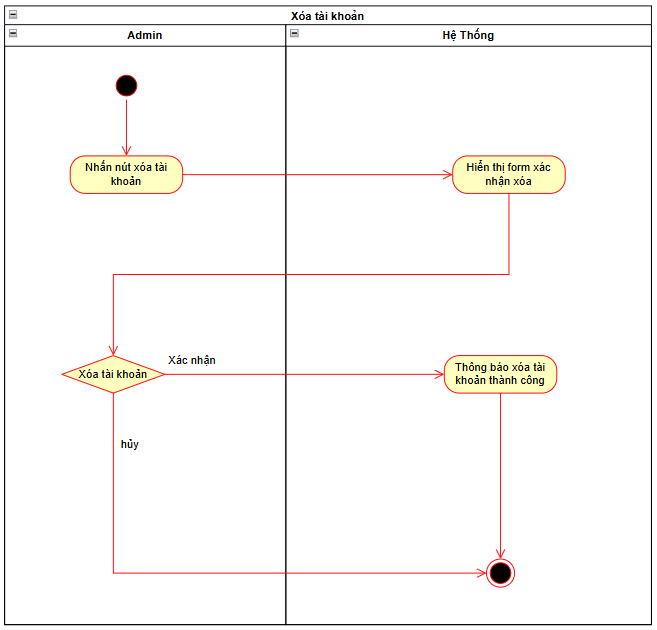 Xóa tài khoản
Admin
Hệ Thống
Nhấn nút xóa tài
khoản
Hiển thị form xác
nhận xóa
Xác nhận
Xóa tài khoản
Thông báo xóa tài
khoản thành công
hủy